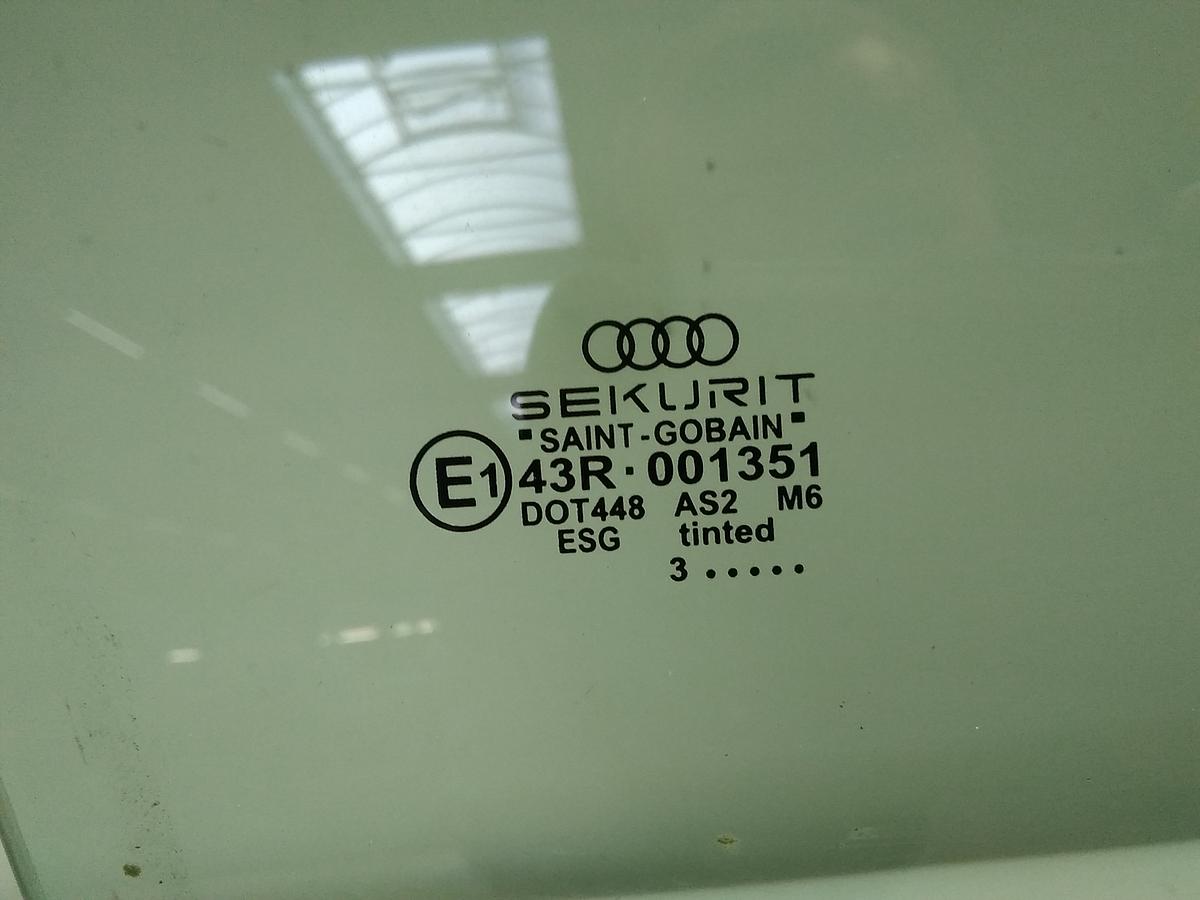 SEKURIT
"SAINT-GOBAIN"
E1 43R·001351
DOT448 AS2 M6
ESG tinted
3 .....